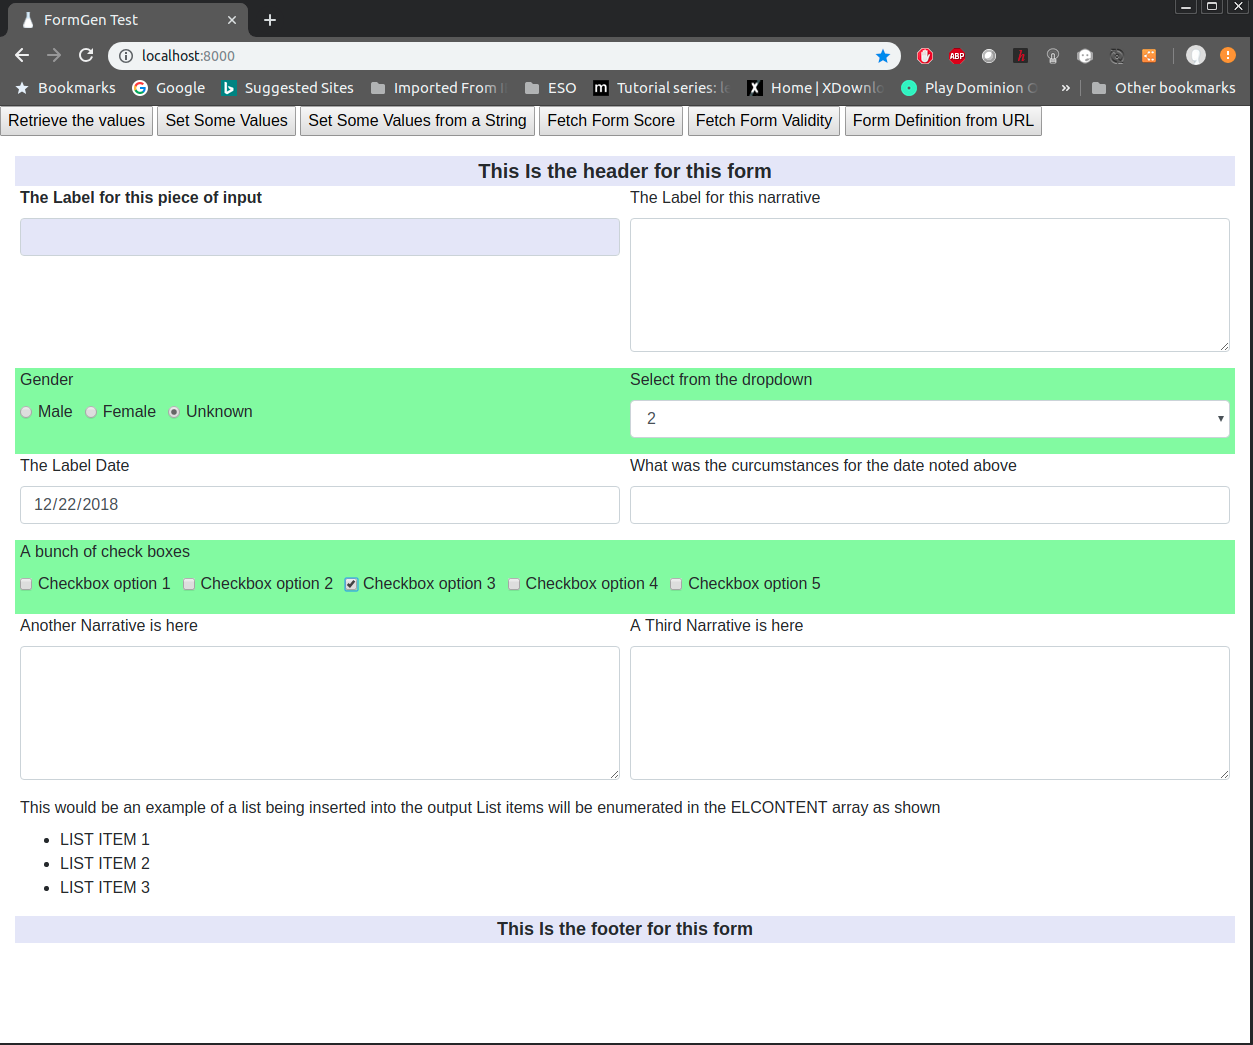 FormGen Test
localhost:8000
ABP
Bookmarks Google Suggested Sites Imported From ESO Tutorial series: Home | XDownlo Play Dominion » Other bookmarks
Retrieve the values Set Some Values Set Some Values from a String Fetch Form Score Fetch Form Validity Form Definition from URL
This Is the header for this form
The Label for this piece of input The Label for this narrative
Gender Select from the dropdown
Male Female Unknown 2
The Label Date What was the curcumstances for the date noted above
12/22/2018
A bunch of check boxes
Checkbox option 1 Checkbox option 2 Checkbox option 3 Checkbox option 4 Checkbox option 5
Another Narrative is here A Third Narrative is here
This would be an example of a list being inserted into the output List items will be enumerated in the ELCONTENT array as shown
• LIST ITEM 1
• LIST ITEM 2
• LIST ITEM 3
This Is the footer for this form